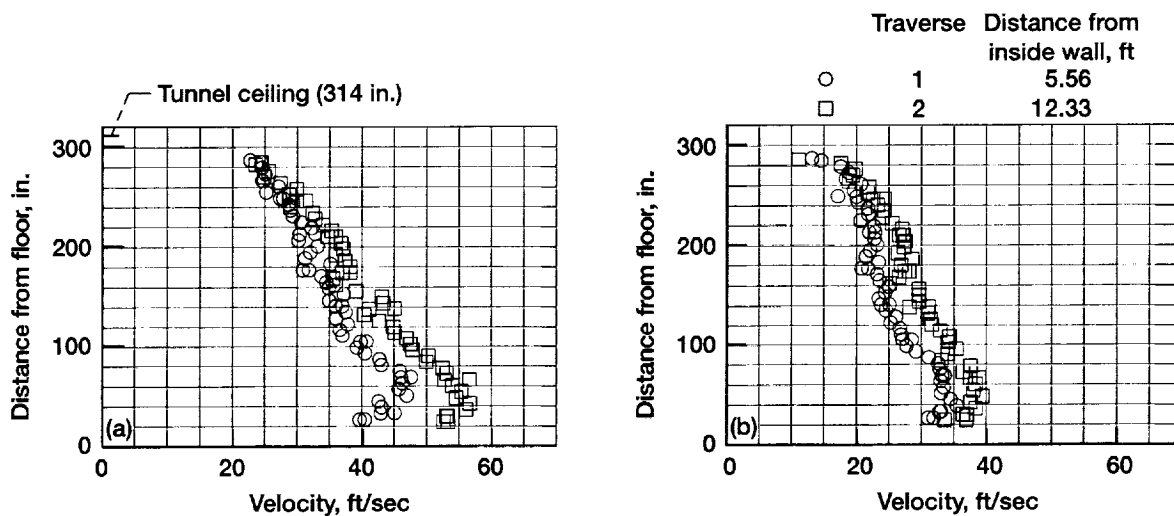 Traverse Distance from
inside wall, ft
1 5.56
2 12.33
Tunnel ceiling (314 in.)
300
200
100
0
Distance from floor, in.
(a)
0 20 40 60
Velocity, ft/sec
300
200
100
0
Distance from floor, in.
(b)
0 20 40 60
Velocity, ft/sec